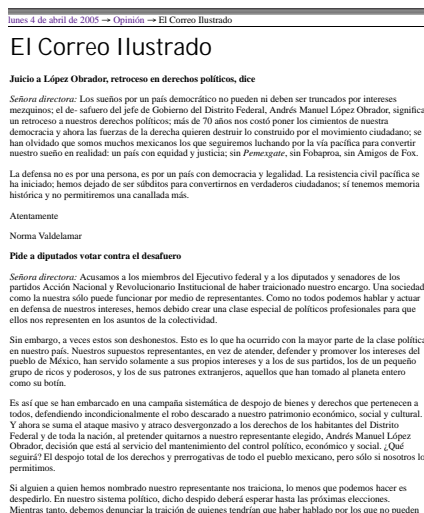 lunes 4 de abril de 2005 → Opinión → El Correo Ilustrado
El Correo Ilustrado
Juicio a López Obrador, retroceso en derechos políticos, dice
Señora directora: Los sueños por un país democrático no pueden ni deben ser truncados por intereses
mezquinos; el de- safuero del jefe de Gobierno del Distrito Federal, Andrés Manuel López Obrador, significa
un retroceso a nuestros derechos políticos; más de 70 años nos costó poner los cimientos de nuestra
democracia y ahora las fuerzas de la derecha quieren destruir lo construido por el movimiento ciudadano; se
han olvidado que somos muchos mexicanos los que seguiremos luchando por la vía pacífica para convertir
nuestro sueño en realidad: un país con equidad y justicia; sin Pemexgate, sin Fobaproa, sin Amigos de Fox.
La defensa no es por una persona, es por un país con democracia y legalidad. La resistencia civil pacífica se
ha iniciado; hemos dejado de ser súbditos para convertirnos en verdaderos ciudadanos; sí tenemos memoria
histórica y no permitiremos una canallada más.
Atentamente
Norma Valdelamar
Pide a diputados votar contra el desafuero
Señora directora: Acusamos a los miembros del Ejecutivo federal y a los diputados y senadores de los
partidos Acción Nacional y Revolucionario Institucional de haber traicionado nuestro encargo. Una sociedad
como la nuestra sólo puede funcionar por medio de representantes. Como no todos podemos hablar y actuar
en defensa de nuestros intereses, hemos debido crear una clase especial de políticos profesionales para que
ellos nos representen en los asuntos de la colectividad.
Sin embargo, a veces estos son deshonestos. Esto es lo que ha ocurrido con la mayor parte de la clase política
en nuestro país. Nuestros supuestos representantes, en vez de atender, defender y promover los intereses del
pueblo de México, han servido solamente a sus propios intereses y a los de sus partidos, los de un pequeño
grupo de ricos y poderosos, y los de sus patrones extranjeros, aquellos que han tomado al planeta entero
como su botín.
Es así que se han embarcado en una campaña sistemática de despojo de bienes y derechos que pertenecen a
todos, defendiendo incondicionalmente el robo descarado a nuestro patrimonio económico, social y cultural.
Y ahora se suma el ataque masivo y atraco desvergonzado a los derechos de los habitantes del Distrito
Federal y de toda la nación, al pretender quitarnos a nuestro representante elegido, Andrés Manuel López
Obrador, decisión que está al servicio del mantenimiento del control político, económico y social. ¿Qué
seguirá? El despojo total de los derechos y prerrogativas de todo el pueblo mexicano, pero sólo si nosotros lo
permitimos.
Si alguien a quien hemos nombrado nuestro representante nos traiciona, lo menos que podemos hacer es
despedirlo. En nuestro sistema político, dicho despido deberá esperar hasta las próximas elecciones.
Mientras tanto, debemos denunciar la traición de quienes tendrían que haber hablado por los que no pueden